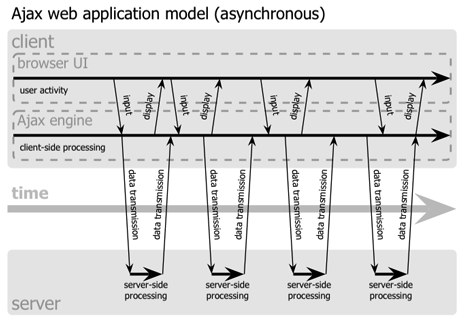 Ajax web application model (asynchronous)
client
browser UI
user activity
input
display
input
display
input
display
input
display
Ajax engine
client-side processing
data transmission
data transmission
data transmission
data transmission
data transmission
data transmission
data transmission
data transmission
time
server-side
processing
server-side
processing
server-side
processing
server-side
processing
server